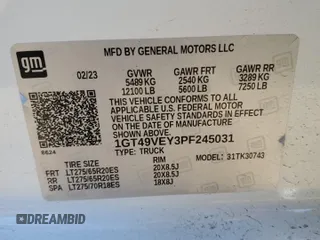 gm
MFD BY GENERAL MOTORS LLC
02/23 GVWR GAWR FRT GAWR RR
5489 KG 2540 KG 3289 KG
12100 LB 5600 LB 7250 LB
THIS VEHICLE CONFORMS TO ALL APPLICABLE
U.S. FEDERAL MOTOR VEHICLE SAFETY
STANDARDS IN EFFECT ON THE DATE OF
MANUFACTURE SHOWN ABOVE.
1GT49VEY3PF245031
TYPE: TRUCK
8624 MODEL: 31TK30743
RIM
FRT LT275/65R20ES 20X8.5J
RR LT275/65R20ES 20X8.5J
SPA LT275/70R18ES 18X8J
DREAMBID